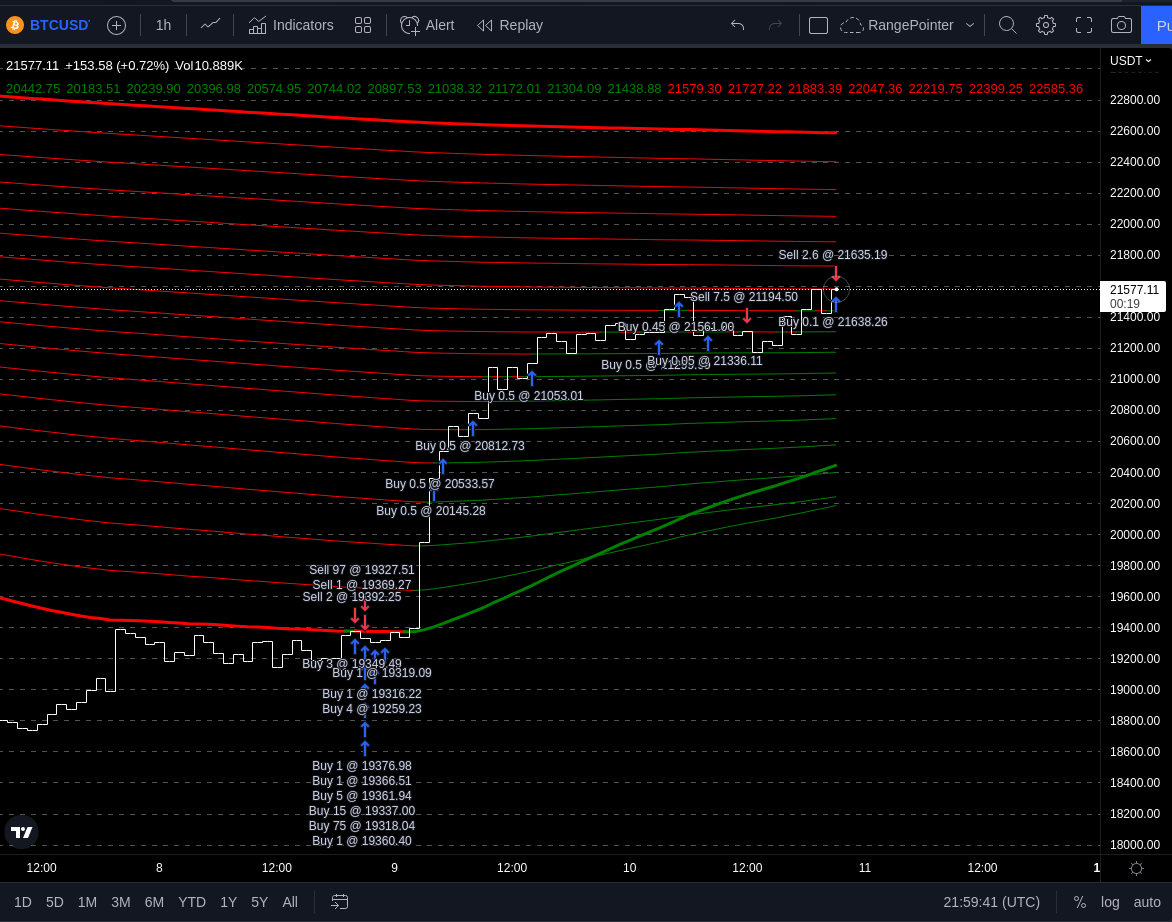 BTCUSD 1h Indicators Alert Replay RangePointer
21577.11 +153.58 (+0.72%) Vol10.889K
20442.75 20183.51 20239.90 20396.98 20574.95 20744.02 20897.53 21038.32 21172.01 21304.09 21438.88 21579.30 21727.22 21883.39 22047.36 22219.75 22399.25 22585.36
USDT
22800.00
22600.00
22400.00
22200.00
22000.00
21800.00
21577.11
00:19
21400.00
21200.00
21000.00
20800.00
20600.00
20400.00
20200.00
20000.00
19800.00
19600.00
19400.00
19200.00
19000.00
18800.00
18600.00
18400.00
18200.00
18000.00
Sell 2.6 @ 21635.19
Sell 7.5 @ 21194.50
Buy 0.1 @ 21638.26
Buy 0.45 @ 21561.00
Buy 0.05 @ 21336.11
Buy 0.5 @
Buy 0.5 @ 21053.01
Buy 0.5 @ 20812.73
Buy 0.5 @ 20533.57
Buy 0.5 @ 20145.28
Sell 97 @ 19327.51
Sell 1 @ 19369.27
Sell 2 @ 19392.25
Buy 3 @ 19349.49
Buy 1 @ 19319.09
Buy 1 @ 19316.22
Buy 4 @ 19259.23
Buy 1 @ 19376.98
Buy 1 @ 19366.51
Buy 5 @ 19361.94
Buy 15 @ 19337.00
Buy 75 @ 19318.04
Buy 1 @ 19360.40
12:00 8 12:00 9 12:00 10 12:00 11 12:00 1
1D 5D 1M 3M 6M YTD 1Y 5Y All 21:59:41 (UTC) % log auto